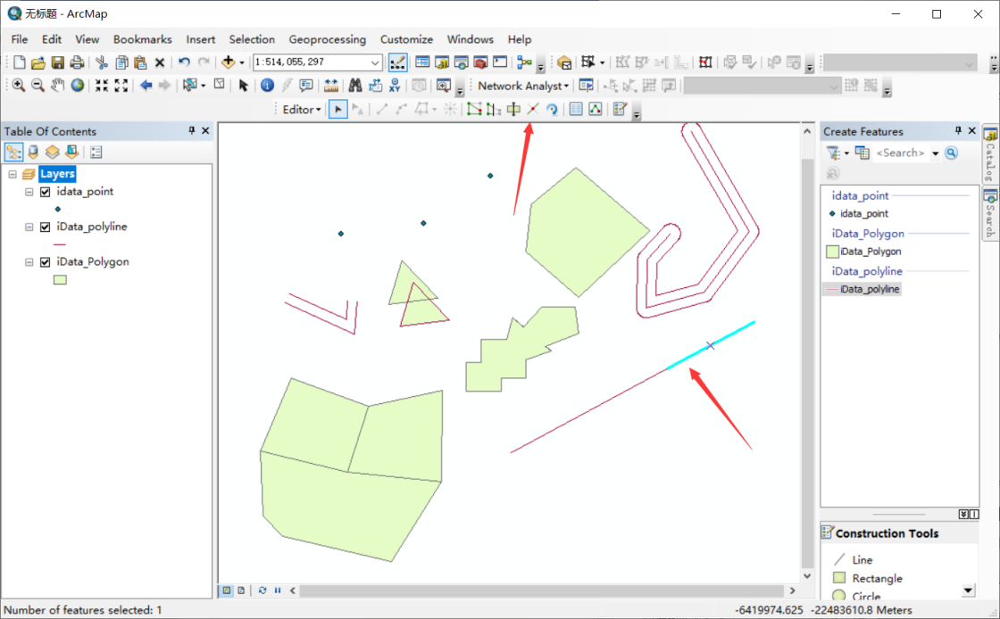 无标题 - ArcMap
File Edit View Bookmarks Insert Selection Geoprocessing Customize Windows Help
1:514,055,297
Network Analyst
Editor
Table Of Contents
Layers
idata_point
iData_polyline
iData_Polygon
Create Features
<Search>
idata_point
idata_point
iData_Polygon
iData_Polygon
iData_polyline
iData_polyline
Construction Tools
Line
Rectangle
Circle
Catalog
Search
Number of features selected: 1
-6419974.625 -22483610.8 Meters